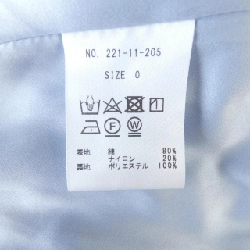 NO. 221-11-205
SIZE 0
F W
表地 綿 80%
ナイロン 20%
裏地 ポリエステル 100%